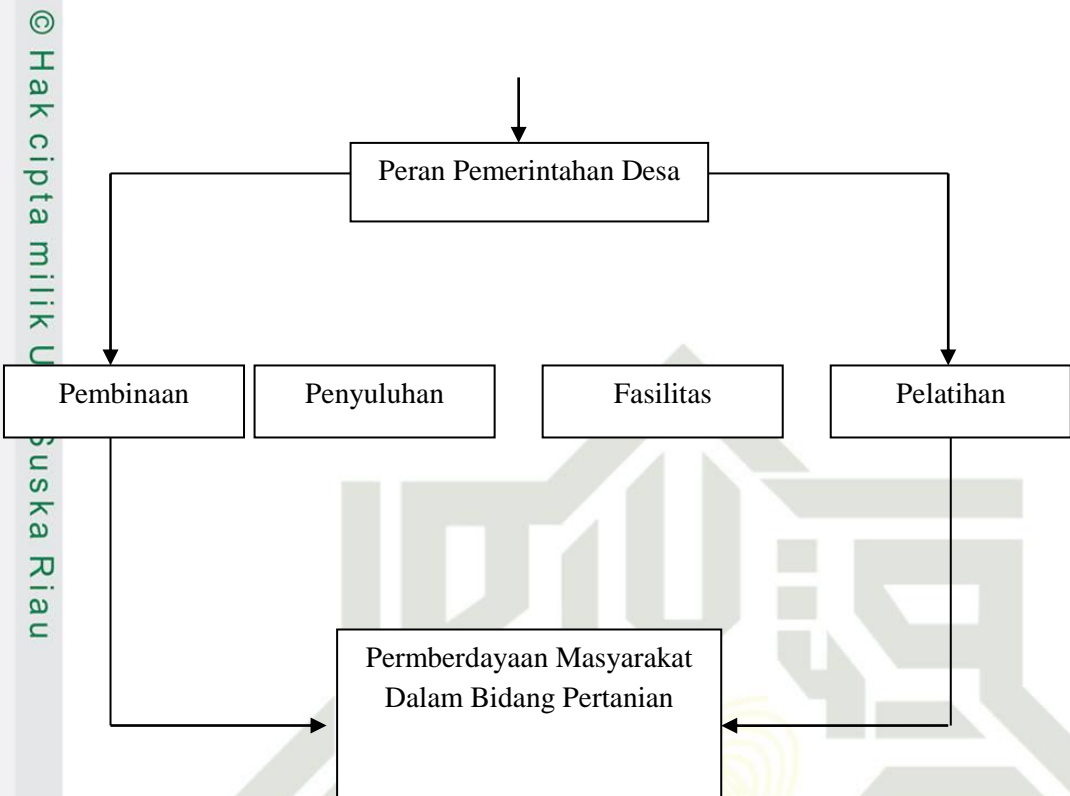 © Hak cipta milik U Suska Riau
Peran Pemerintahan Desa
Pembinaan
Penyuluhan
Fasilitas
Pelatihan
Permberdayaan Masyarakat
Dalam Bidang Pertanian